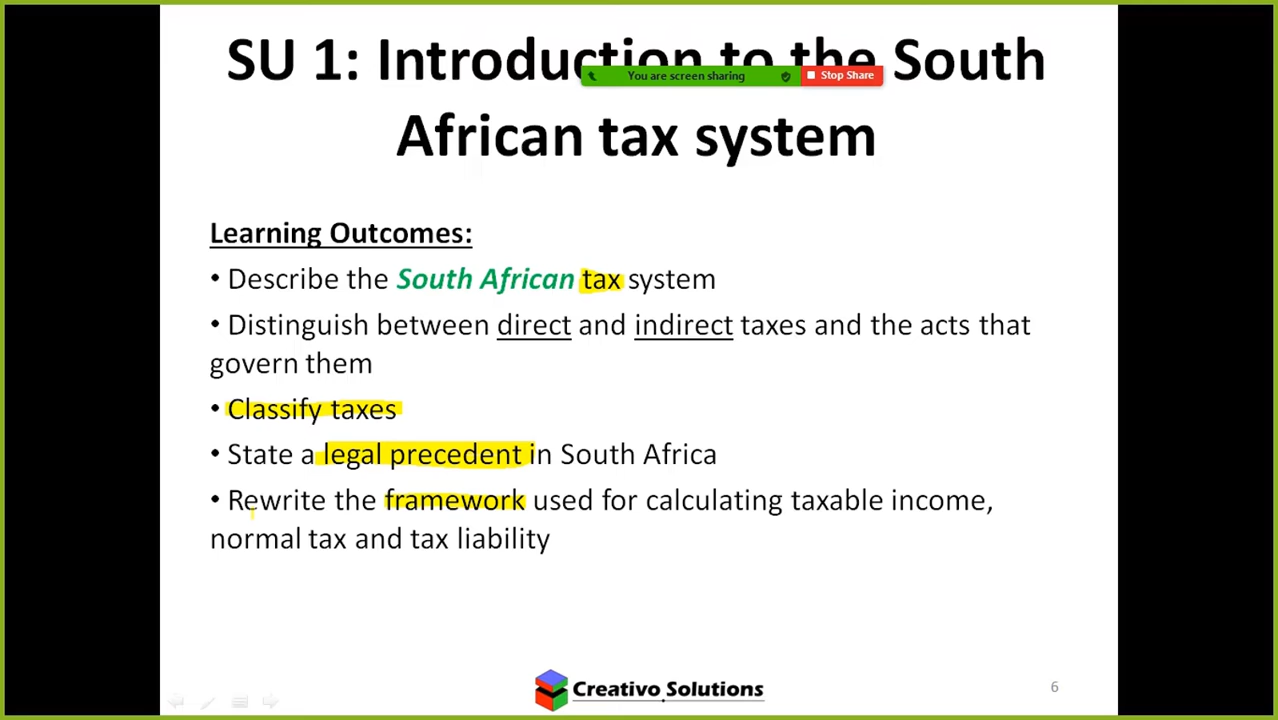 SU 1: Introduction to the South
You are screen sharing
Stop Share
African tax system
Learning Outcomes:
• Describe the South African tax system
• Distinguish between direct and indirect taxes and the acts that
govern them
• Classify taxes
• State a legal precedent in South Africa
• Rewrite the framework used for calculating taxable income,
normal tax and tax liability
Creativo Solutions
6